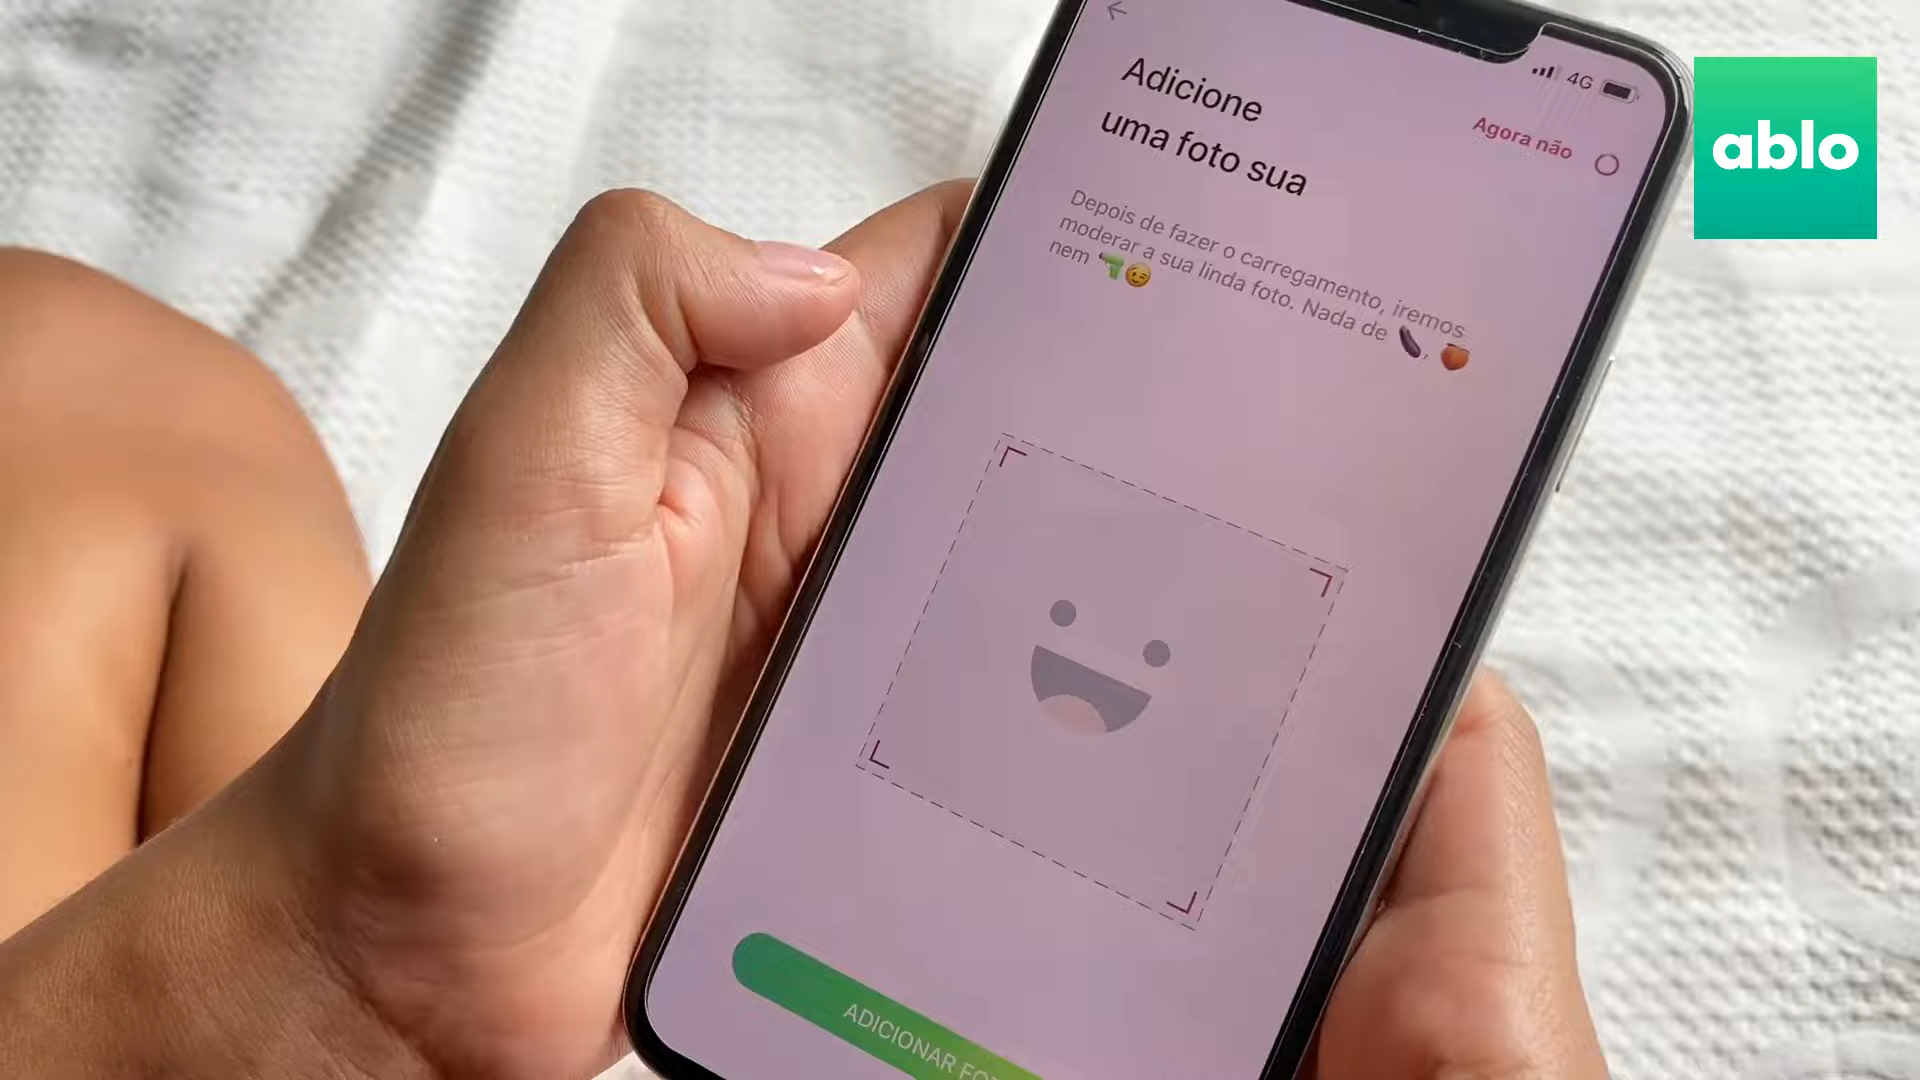 4G
Agora não
Adicione
uma foto sua
Depois de fazer o carregamento, iremos
moderar a sua linda foto. Nada de 🍆, 🍑
nem 🔫😉
ADICIONAR
ablo